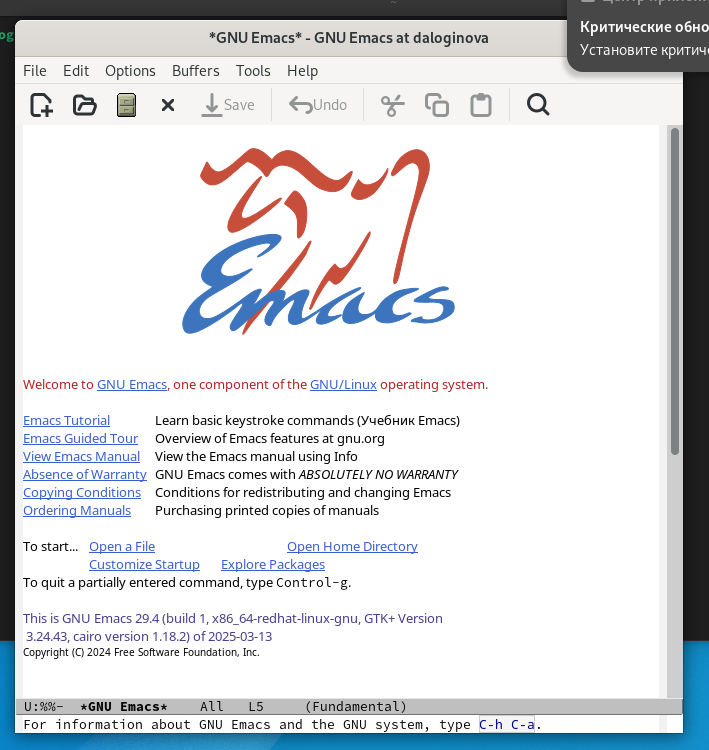 Критические обно
*GNU Emacs* - GNU Emacs at daloginova
Установите критич
File Edit Options Buffers Tools Help
Save Undo
Emacs
Welcome to GNU Emacs, one component of the GNU/Linux operating system.
Emacs Tutorial Learn basic keystroke commands (Учебник Emacs)
Emacs Guided Tour Overview of Emacs features at gnu.org
View Emacs Manual View the Emacs manual using Info
Absence of Warranty GNU Emacs comes with ABSOLUTELY NO WARRANTY
Copying Conditions Conditions for redistributing and changing Emacs
Ordering Manuals Purchasing printed copies of manuals
To start... Open a File Open Home Directory
Customize Startup Explore Packages
To quit a partially entered command, type Control-g.
This is GNU Emacs 29.4 (build 1, x86_64-redhat-linux-gnu, GTK+ Version
3.24.43, cairo version 1.18.2) of 2025-03-13
Copyright (C) 2024 Free Software Foundation, Inc.
U:%%- *GNU Emacs* All L5 (Fundamental)
For information about GNU Emacs and the GNU system, type C-h C-a.